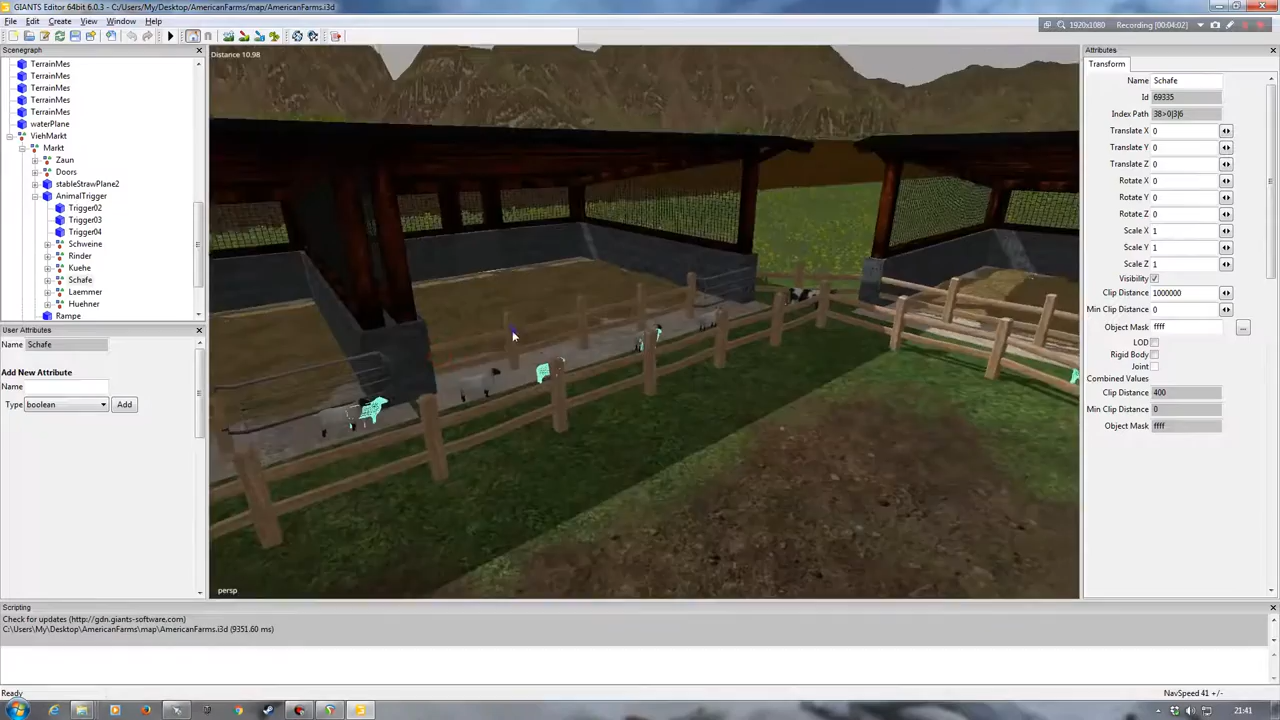 GIANTS Editor 64bit 6.0.3 - C:/Users/My/Desktop/AmericanFarms/map/AmericanFarms.i3d
File Edit Create View Window Help
1920x1080 Recording [00:04:02]
Scenegraph
TerrainMes
TerrainMes
TerrainMes
TerrainMes
TerrainMes
waterPlane
ViehMarkt
Markt
Zaun
Doors
stableStrawPlane2
AnimalTrigger
Trigger02
Trigger03
Trigger04
Schweine
Rinder
Kuehe
Schafe
Laemmer
Huehner
Rampe
User Attributes
Name Schafe
Add New Attribute
Name
Type boolean Add
Distance 10.98
persp
Attributes
Transform
Name Schafe
Id 69335
Index Path 38>0|3|6
Translate X 0
Translate Y 0
Translate Z 0
Rotate X 0
Rotate Y 0
Rotate Z 0
Scale X 1
Scale Y 1
Scale Z 1
Visibility
Clip Distance 1000000
Min Clip Distance 0
Object Mask ffff ...
LOD
Rigid Body
Joint
Combined Values
Clip Distance 400
Min Clip Distance 0
Object Mask ffff
Scripting
Check for updates (http://gdn.giants-software.com)
C:\Users\My\Desktop\AmericanFarms\map\AmericanFarms.i3d (9351.60 ms)
Ready
NavSpeed 41 +/-
21:41